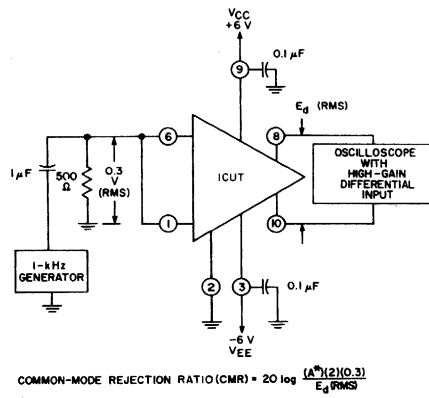 VCC
+6 V
0.1 µF
9
Ed (RMS)
6
8
1 µF
500
Ω
0.3
V
(RMS)
ICUT
OSCILLOSCOPE
WITH
HIGH-GAIN
DIFFERENTIAL
INPUT
1
10
1-kHz
GENERATOR
2
3
0.1 µF
-6 V
VEE
COMMON-MODE REJECTION RATIO (CMR) = 20 log (A*)(2)(0.3) / Ed (RMS)